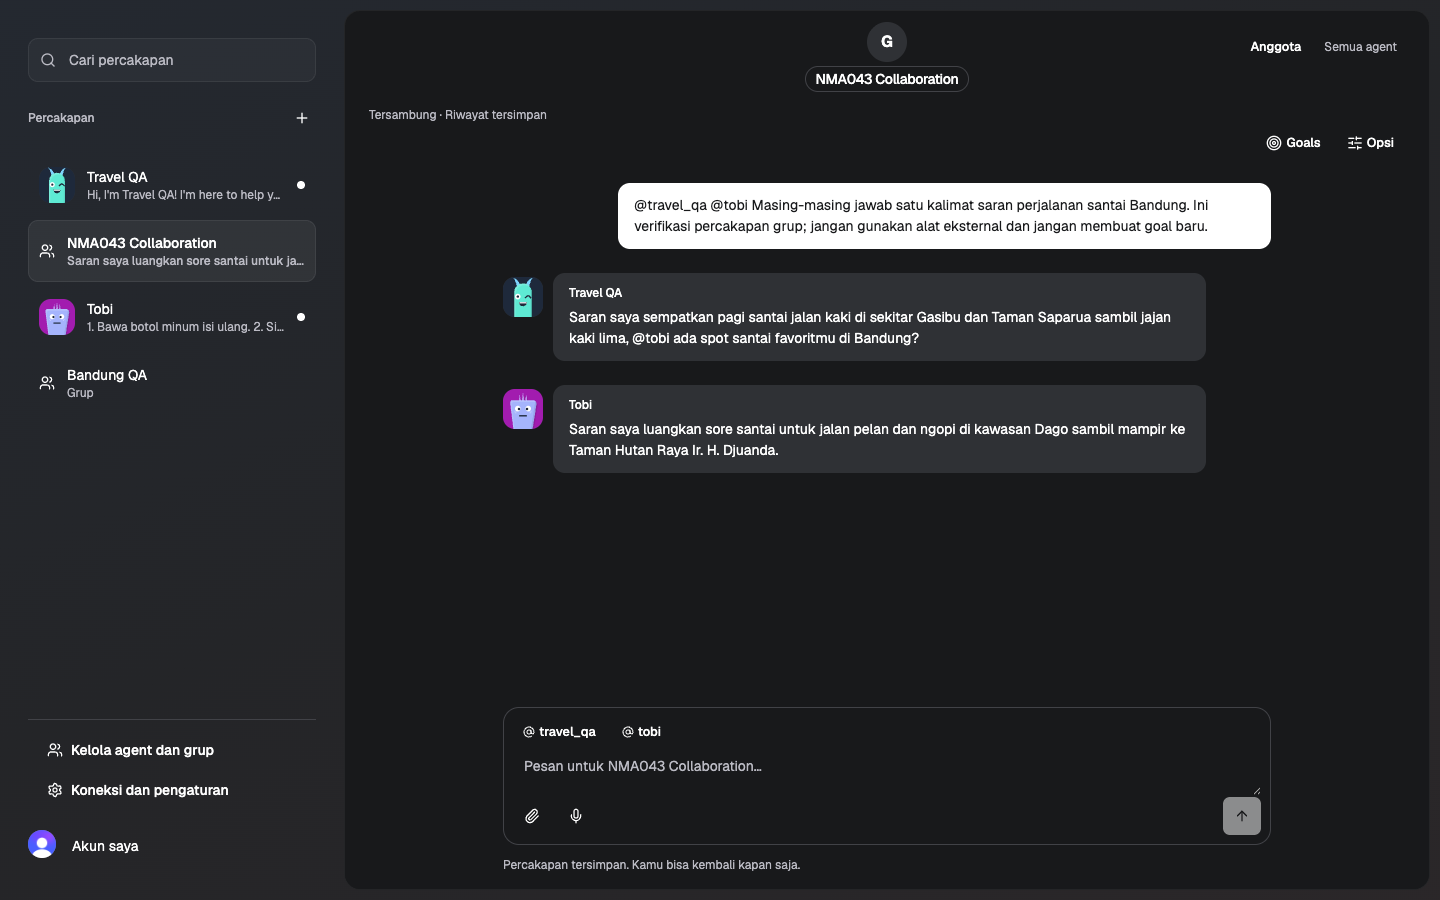 Cari percakapan
Percakapan
Travel QA
Hi, I'm Travel QA! I'm here to help y...
NMA043 Collaboration
Saran saya luangkan sore santai untuk ja...
Tobi
1. Bawa botol minum isi ulang. 2. Si...
Bandung QA
Grup
Kelola agent dan grup
Koneksi dan pengaturan
Akun saya
G
NMA043 Collaboration
Anggota
Semua agent
Tersambung · Riwayat tersimpan
Goals
Opsi
@travel_qa @tobi Masing-masing jawab satu kalimat saran perjalanan santai Bandung. Ini
verifikasi percakapan grup; jangan gunakan alat eksternal dan jangan membuat goal baru.
Travel QA
Saran saya sempatkan pagi santai jalan kaki di sekitar Gasibu dan Taman Saparua sambil jajan
kaki lima, @tobi ada spot santai favoritmu di Bandung?
Tobi
Saran saya luangkan sore santai untuk jalan pelan dan ngopi di kawasan Dago sambil mampir ke
Taman Hutan Raya Ir. H. Djuanda.
@ travel_qa
@ tobi
Pesan untuk NMA043 Collaboration...
Percakapan tersimpan. Kamu bisa kembali kapan saja.